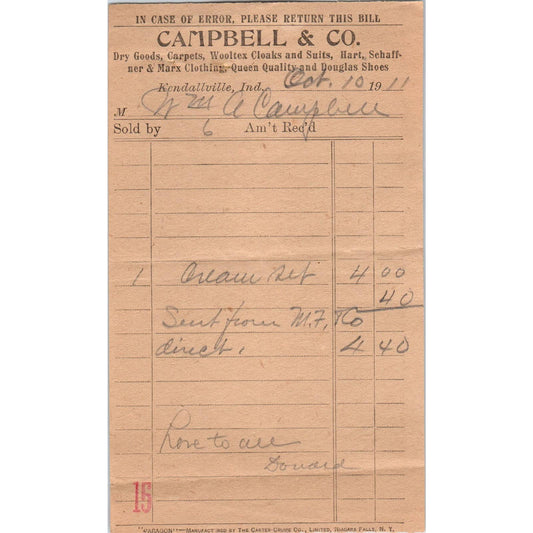 IN CASE OF ERROR, PLEASE RETURN THIS BILL
CAMPBELL & CO.
Dry Goods, Carpets, Wooltex Cloaks and Suits, Hart, Schaff-
ner & Marx Clothing, Queen Quality and Douglas Shoes
Kendallville, Ind., Oct. 10 1911
M Wm A Campbell
Sold by 6 Am't Rec'd
1 Cream set 4 00
40
Sent from M.F. & Co
direct. 4 40
Love to all
Donald
15
"PARAGON"—MANUFACTURED BY THE CARTER-CRUME CO., LIMITED, NIAGARA FALLS, N. Y.